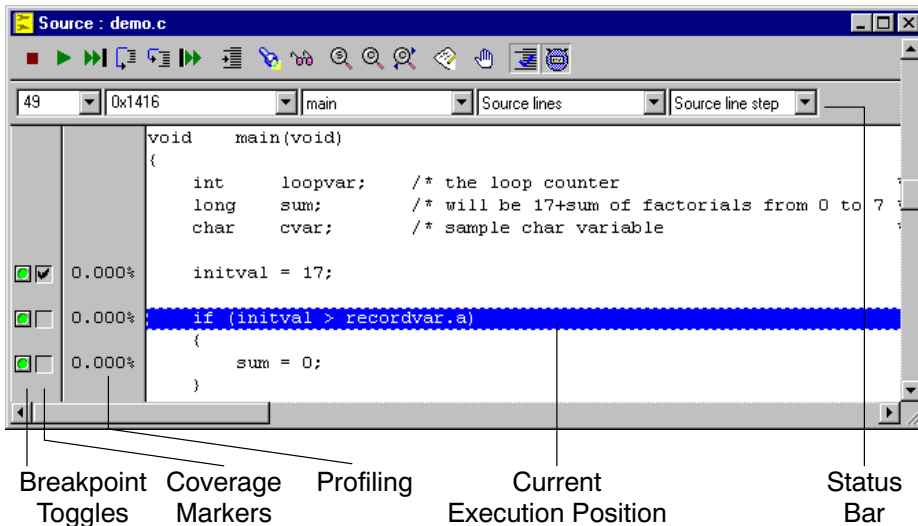 Source : demo.c
49 0x1416 main Source lines Source line step
void main(void)
{
int loopvar; /* the loop counter *
long sum; /* will be 17+sum of factorials from 0 to 7 *
char cvar; /* sample char variable *
0.000% initval = 17;
0.000% if (initval > recordvar.a)
{
0.000% sum = 0;
}
Breakpoint Coverage Profiling Current Status
Toggles Markers Execution Position Bar